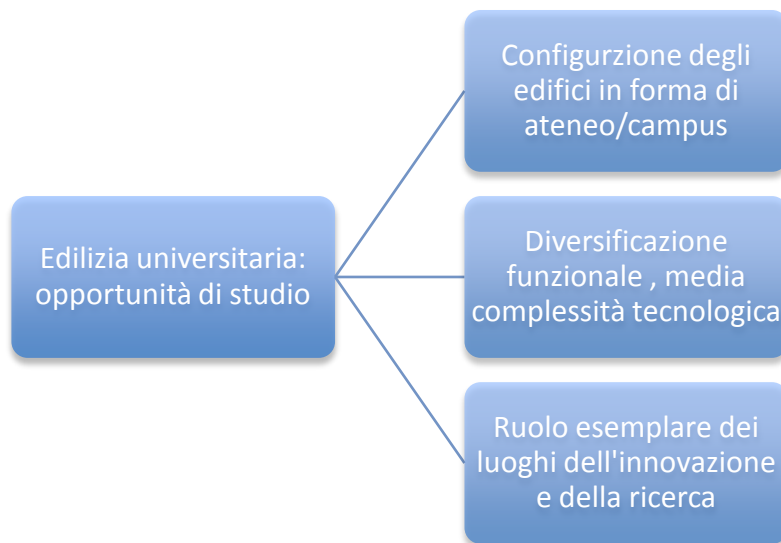 Edilizia universitaria:
opportunità di studio
Configurzione degli
edifici in forma di
ateneo/campus
Diversificazione
funzionale , media
complessità tecnologica
Ruolo esemplare dei
luoghi dell'innovazione
e della ricerca